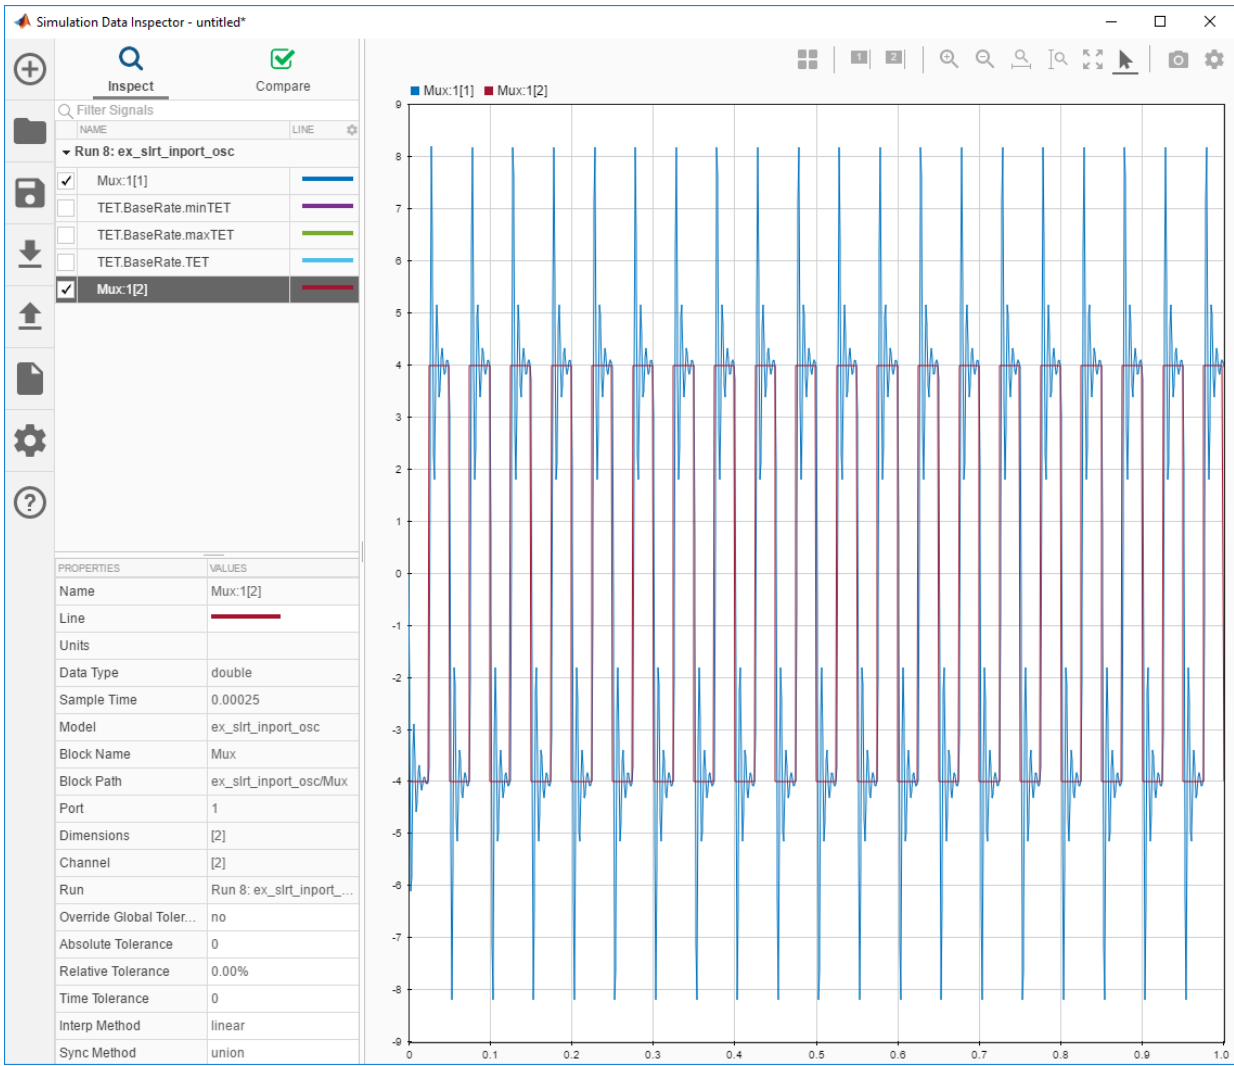 Simulation Data Inspector - untitled*
Inspect
Compare
Filter Signals
NAME LINE
Run 8: ex_slrt_inport_osc
Mux:1[1]
TET.BaseRate.minTET
TET.BaseRate.maxTET
TET.BaseRate.TET
Mux:1[2]
PROPERTIES VALUES
Name Mux:1[2]
Line
Units
Data Type double
Sample Time 0.00025
Model ex_slrt_inport_osc
Block Name Mux
Block Path ex_slrt_inport_osc/Mux
Port 1
Dimensions [2]
Channel [2]
Run Run 8: ex_slrt_inport_...
Override Global Toler... no
Absolute Tolerance 0
Relative Tolerance 0.00%
Time Tolerance 0
Interp Method linear
Sync Method union
1 2
Mux:1[1] Mux:1[2]
9
8
7
6
5
4
3
2
1
0
-1
-2
-3
-4
-5
-6
-7
-8
-9
0 0.1 0.2 0.3 0.4 0.5 0.6 0.7 0.8 0.9 1.0